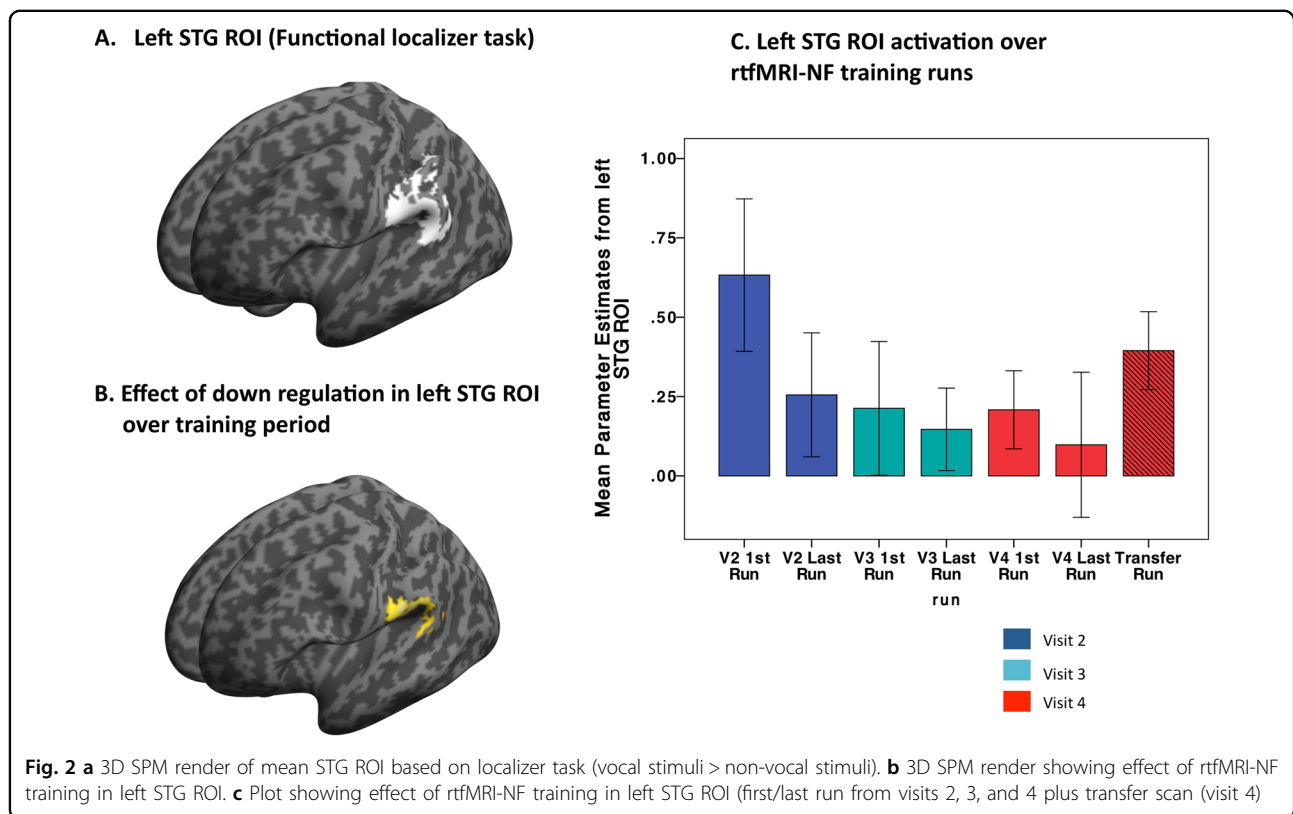 A. Left STG ROI (Functional localizer task)
B. Effect of down regulation in left STG ROI
over training period
C. Left STG ROI activation over
rtfMRI-NF training runs
Mean Parameter Estimates from left
STG ROI
1.00
.75
.50
.25
.00
V2 1st
Run
V2 Last
Run
V3 1st
Run
V3 Last
Run
V4 1st
Run
V4 Last
Run
Transfer
Run
run
Visit 2
Visit 3
Visit 4
Fig. 2 a 3D SPM render of mean STG ROI based on localizer task (vocal stimuli > non-vocal stimuli). b 3D SPM render showing effect of rtfMRI-NF
training in left STG ROI. c Plot showing effect of rtfMRI-NF training in left STG ROI (first/last run from visits 2, 3, and 4 plus transfer scan (visit 4)